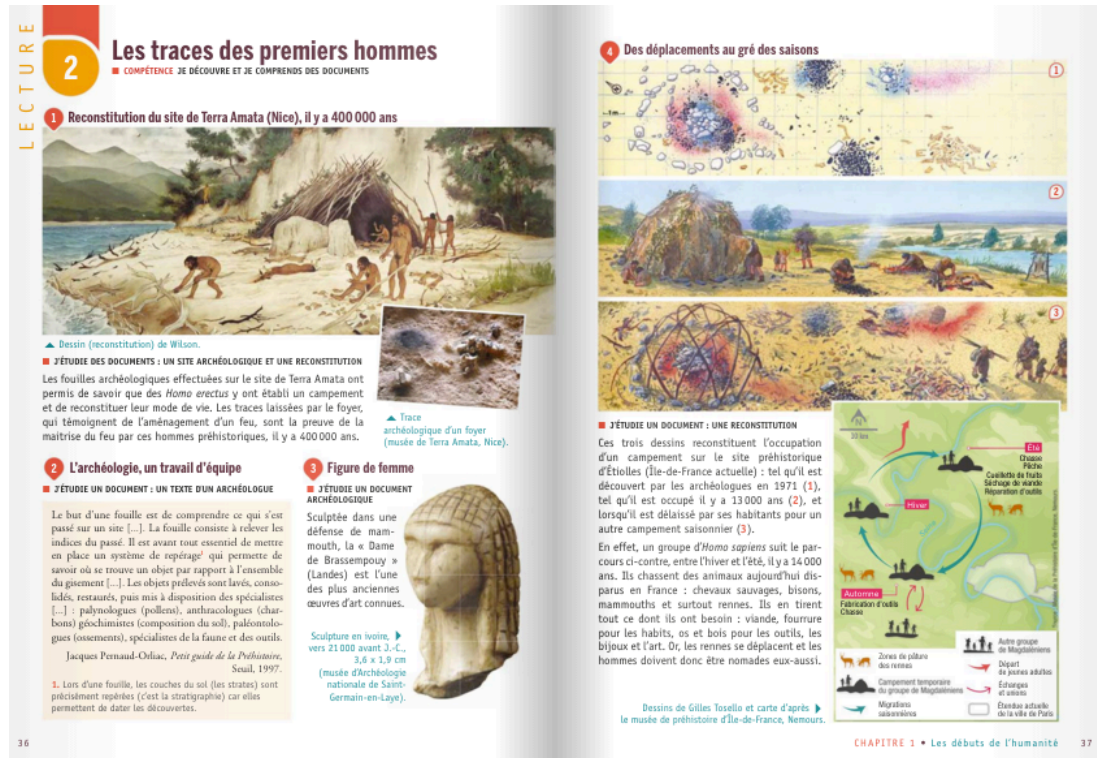 LECTURE
2
Les traces des premiers hommes
COMPÉTENCE JE DÉCOUVRE ET JE COMPRENDS DES DOCUMENTS
1 Reconstitution du site de Terra Amata (Nice), il y a 400 000 ans
Dessin (reconstitution) de Wilson.
J'ÉTUDIE DES DOCUMENTS : UN SITE ARCHÉOLOGIQUE ET UNE RECONSTITUTION
Les fouilles archéologiques effectuées sur le site de Terra Amata ont
permis de savoir que des Homo erectus y ont établi un campement
et de reconstituer leur mode de vie. Les traces laissées par le foyer,
qui témoignent de l'aménagement d'un feu, sont la preuve de la
maitrise du feu par ces hommes préhistoriques, il y a 400 000 ans.
Trace
archéologique d'un foyer
(musée de Terra Amata, Nice).
2 L'archéologie, un travail d'équipe
J'ÉTUDIE UN DOCUMENT : UN TEXTE D'UN ARCHÉOLOGUE
Le but d'une fouille est de comprendre ce qui s'est
passé sur un site [...]. La fouille consiste à relever les
indices du passé. Il est avant tout essentiel de mettre
en place un système de repérage1 qui permette de
savoir où se trouve un objet par rapport à l'ensemble
du gisement [...]. Les objets prélevés sont lavés, conso-
lidés, restaurés, puis mis à disposition des spécialistes
[...] : palynologues (pollens), anthracologues (char-
bons) géochimistes (composition du sol), paléontolo-
gues (ossements), spécialistes de la faune et des outils.
Jacques Pernaud-Orliac, Petit guide de la Préhistoire,
Seuil, 1997.
1. Lors d'une fouille, les couches du sol (les strates) sont
précisément repérées (c'est la stratigraphie) car elles
permettent de dater les découvertes.
3 Figure de femme
J'ÉTUDIE UN DOCUMENT
ARCHÉOLOGIQUE
Sculptée dans une
défense de mam-
mouth, la « Dame
de Brassempouy »
(Landes) est l'une
des plus anciennes
œuvres d'art connues.
Sculpture en ivoire,
vers 21 000 avant J.-C.,
3,6 x 1,9 cm
(musée d'Archéologie
nationale de Saint-
Germain-en-Laye).
36
4 Des déplacements au gré des saisons
1
1 m
2
3
J'ÉTUDIE UN DOCUMENT : UNE RECONSTITUTION
Ces trois dessins reconstituent l'occupation
d'un campement sur le site préhistorique
d'Étiolles (Île-de-France actuelle) : tel qu'il est
découvert par les archéologues en 1971 (1),
tel qu'il est occupé il y a 13 000 ans (2), et
lorsqu'il est délaissé par ses habitants pour un
autre campement saisonnier (3).
En effet, un groupe d'Homo sapiens suit le par-
cours ci-contre, entre l'hiver et l'été, il y a 14 000
ans. Ils chassent des animaux aujourd'hui dis-
parus en France : chevaux sauvages, bisons,
mammouths et surtout rennes. Ils en tirent
tout ce dont ils ont besoin : viande, fourrure
pour les habits, os et bois pour les outils, les
bijoux et l'art. Or, les rennes se déplacent et les
hommes doivent donc être nomades eux-aussi.
Dessins de Gilles Tosello et carte d'après
le musée de préhistoire d'Île-de-France, Nemours.
N
10 km
Été
Chasse
Pêche
Cueillette de fruits
Séchage de viande
Réparation d'outils
Hiver
Automne
Fabrication d'outils
Chasse
Zones de pâture
des rennes
Campement temporaire
du groupe de Magdaléniens
Migrations
saisonnières
Autre groupe
de Magdaléniens
Départ
de jeunes adultes
Échanges
et unions
Étendue actuelle
de la ville de Paris
CHAPITRE 1 • Les débuts de l'humanité 37